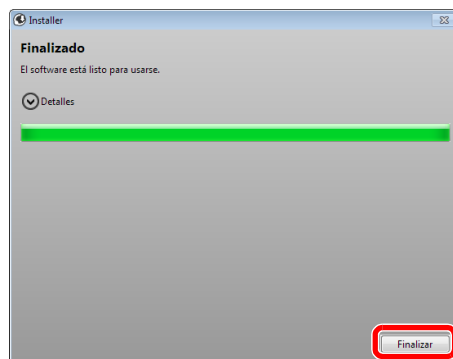 Installer
Finalizado
El software está listo para usarse.
Detalles
Finalizar